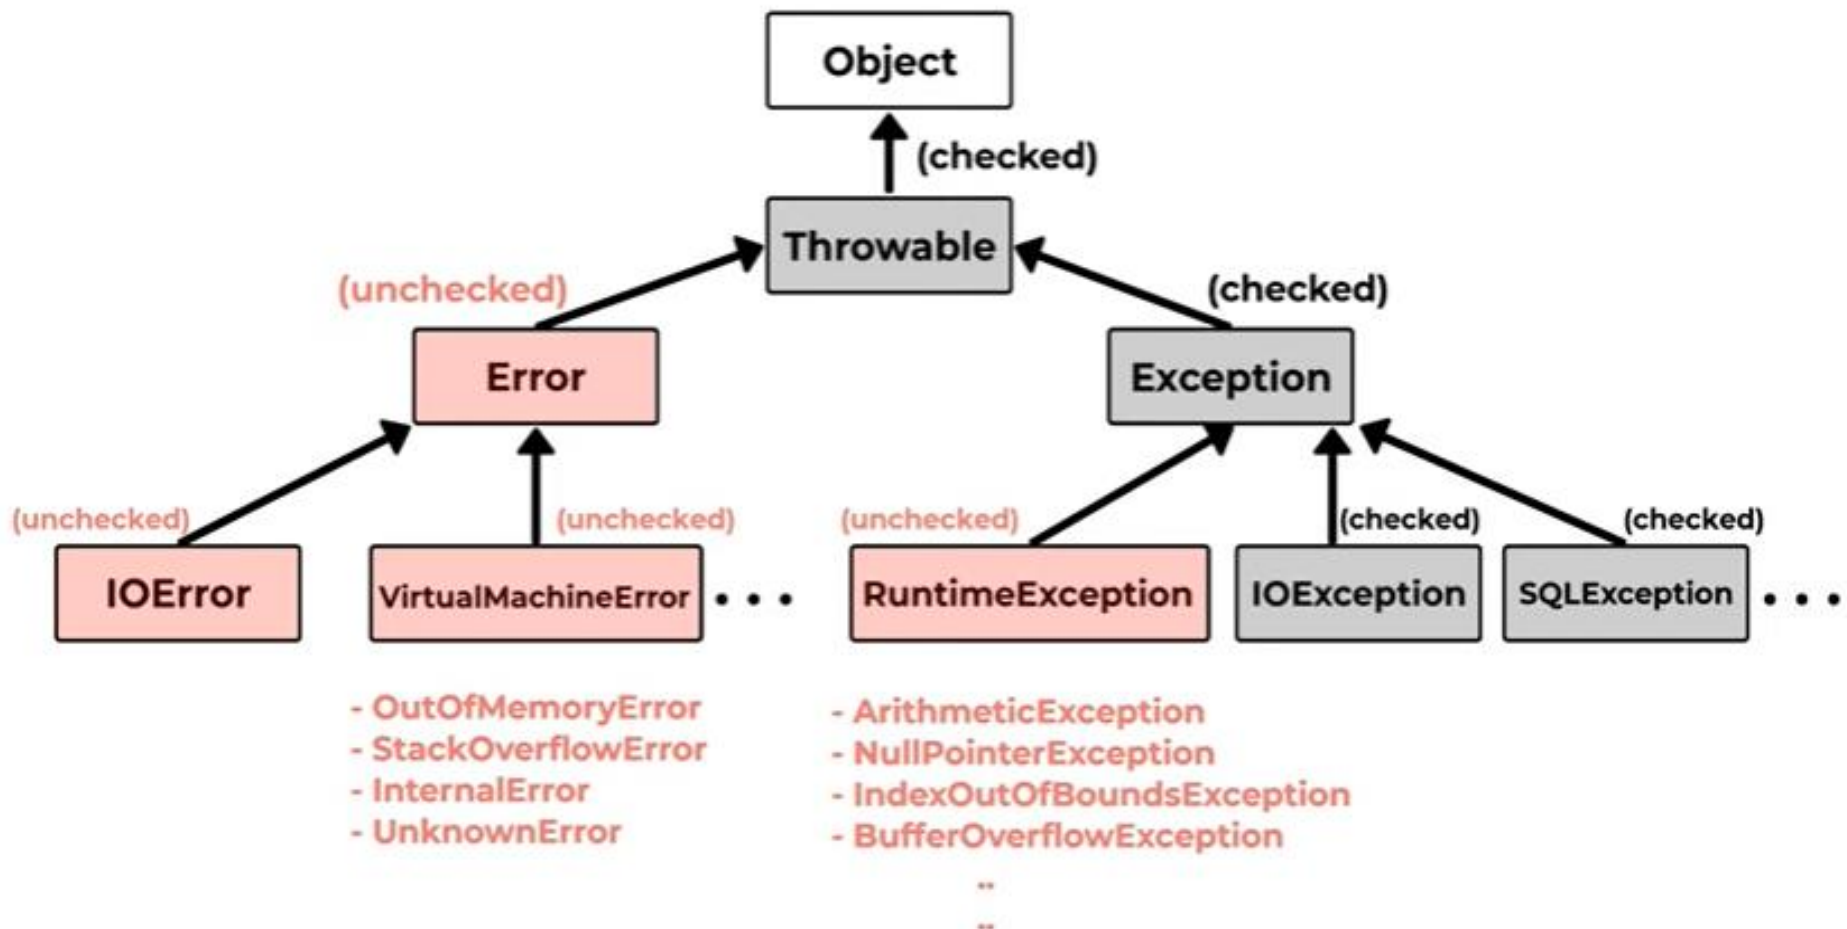 Object
(checked)
Throwable
(unchecked)
(checked)
Error
Exception
(unchecked)
(unchecked)
(unchecked)
(checked)
(checked)
IOError
VirtualMachineError
...
RuntimeException
IOException
SQLException
...
- OutOfMemoryError
- StackOverflowError
- InternalError
- UnknownError
- ArithmeticException
- NullPointerException
- IndexOutOfBoundsException
- BufferOverflowException
..
..